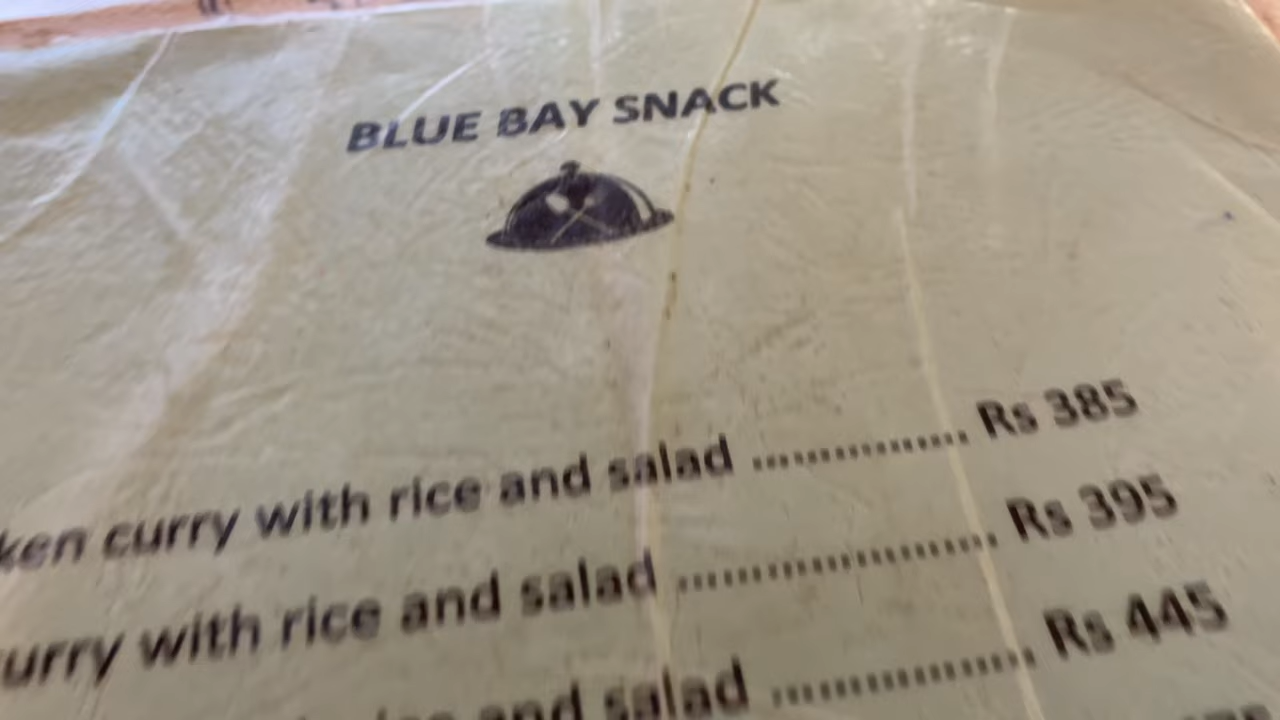 BLUE BAY SNACK
ken curry with rice and salad ............... Rs 385
curry with rice and salad ...................... Rs 395
and salad ................... Rs 445